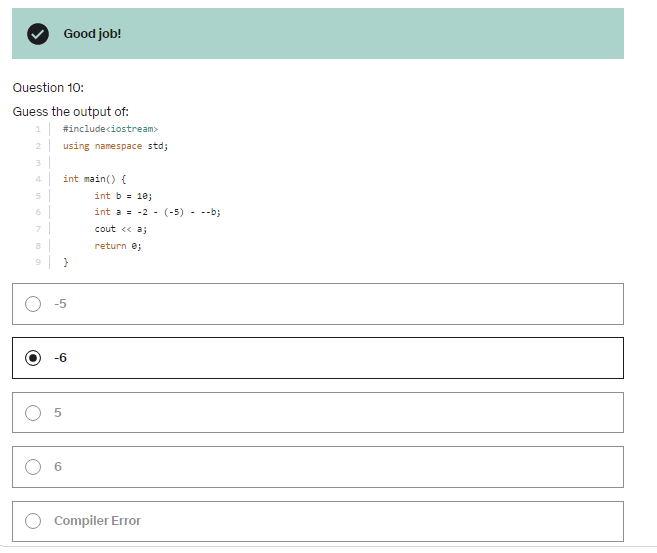 Good job!
Question 10:
Guess the output of:
1 #include<iostream>
2 using namespace std;
3
4 int main() {
5 int b = 10;
6 int a = -2 - (-5) - --b;
7 cout << a;
8 return 0;
9 }
-5
-6
5
6
Compiler Error